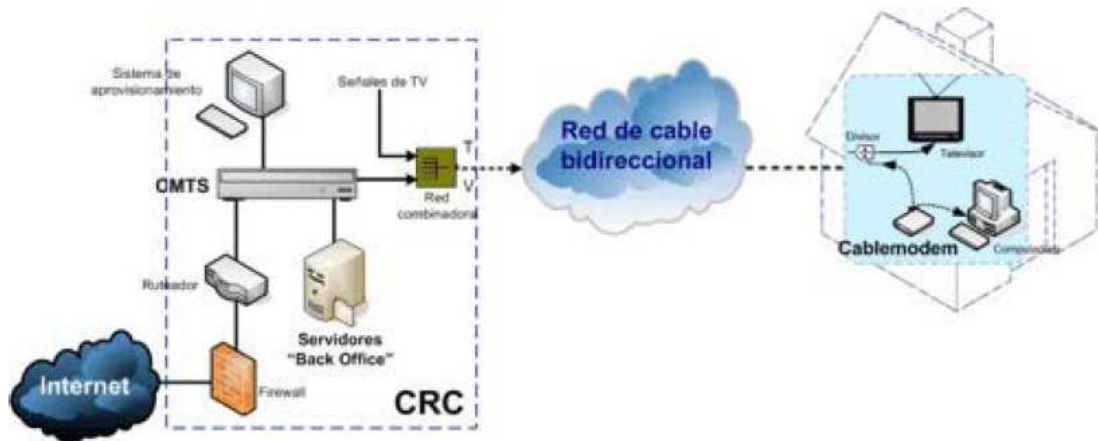 Sistema de
aprovisionamiento
Señales de TV
CMTS
T
V
Red
combinadora
Ruteador
Servidores
"Back Office"
Internet
Firewall
CRC
Red de cable
bidireccional
Divisor
Televisor
Cablemodem